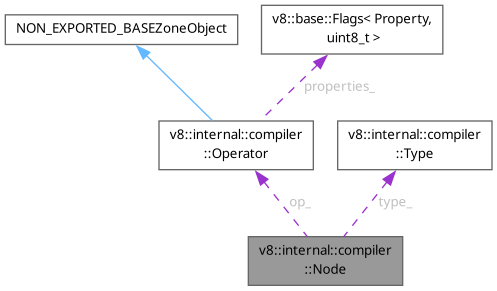 NON_EXPORTED_BASEZoneObject
v8::base::Flags< Property,
uint8_t >
properties_
v8::internal::compiler
::Operator
v8::internal::compiler
::Type
op_
type_
v8::internal::compiler
::Node